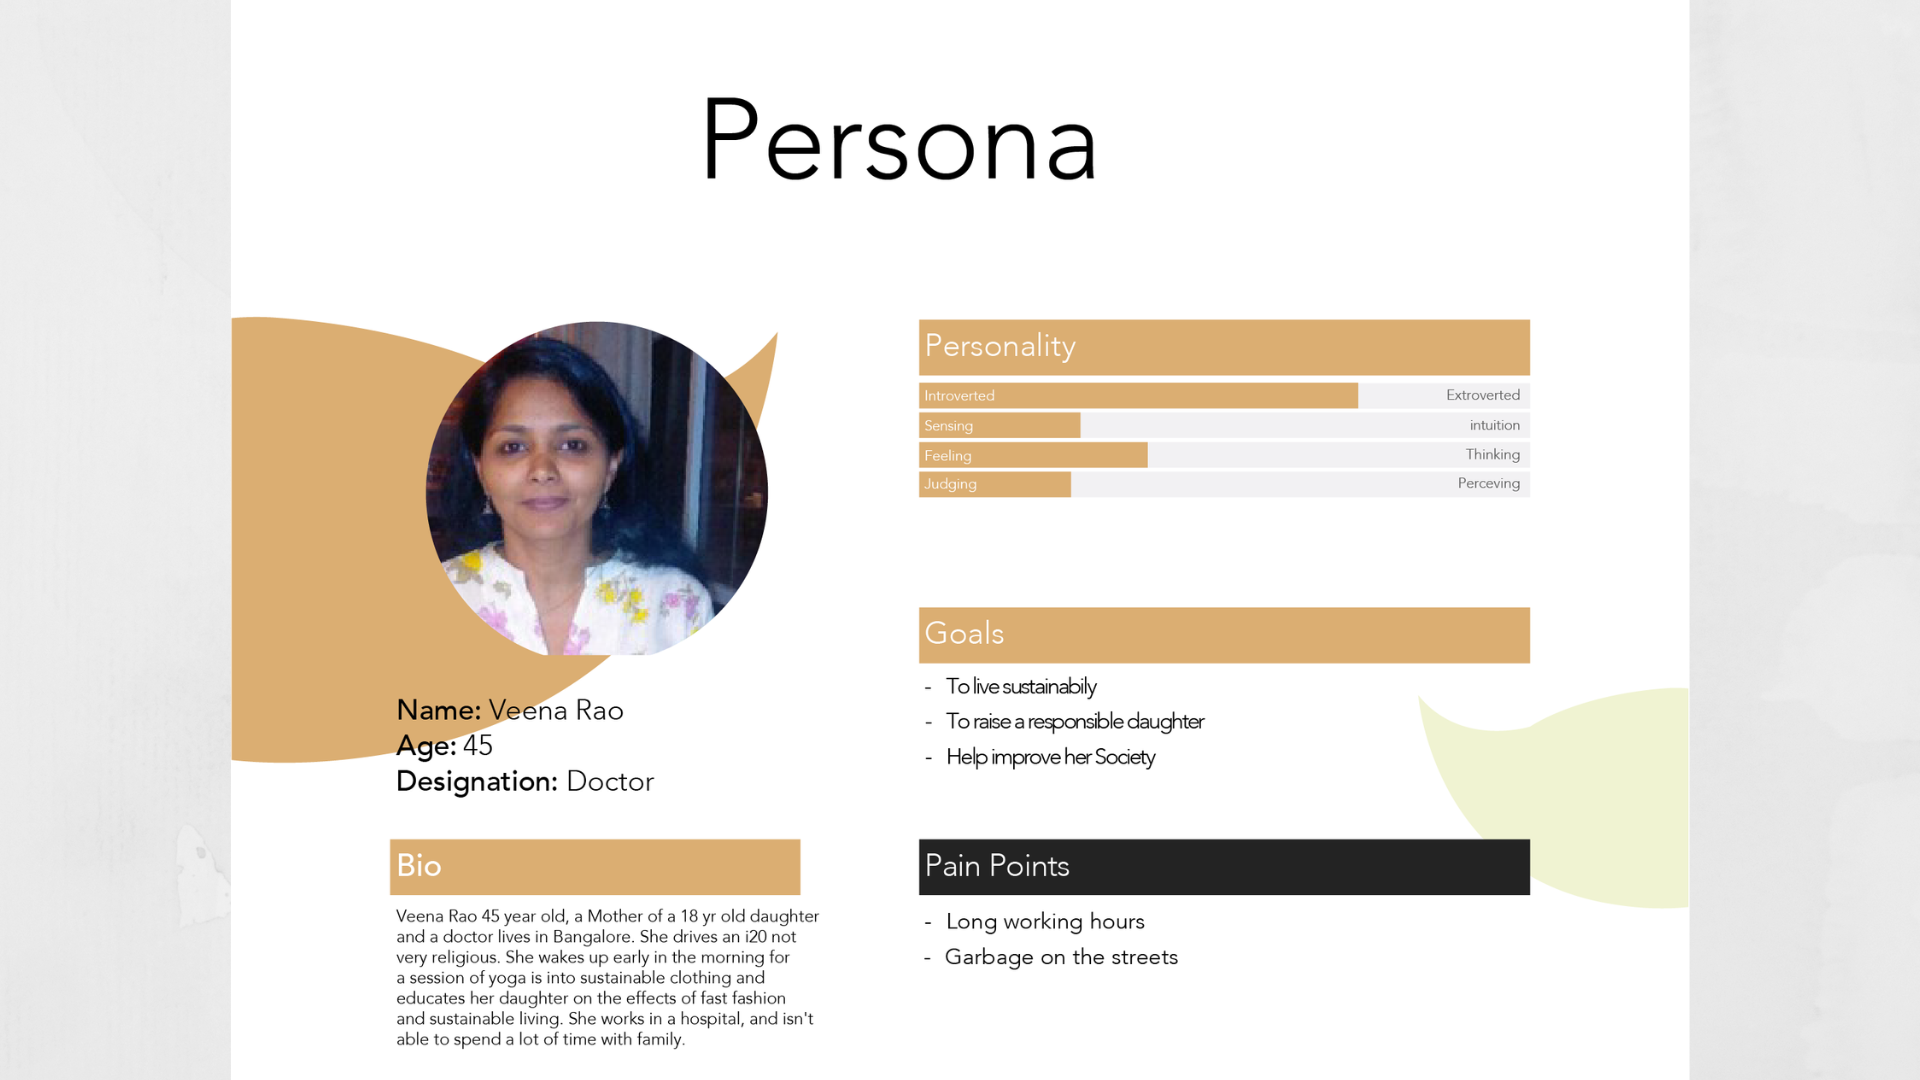 Persona
Name: Veena Rao
Age: 45
Designation: Doctor
Bio
Veena Rao 45 year old, a Mother of a 18 yr old daughter
and a doctor lives in Bangalore. She drives an i20 not
very religious. She wakes up early in the morning for
a session of yoga is into sustainable clothing and
educates her daughter on the effects of fast fashion
and sustainable living. She works in a hospital, and isn't
able to spend a lot of time with family.
Personality
Introverted Extroverted
Sensing intuition
Feeling Thinking
Judging Perceving
Goals
- To live sustainabily
- To raise a responsible daughter
- Help improve her Society
Pain Points
- Long working hours
- Garbage on the streets